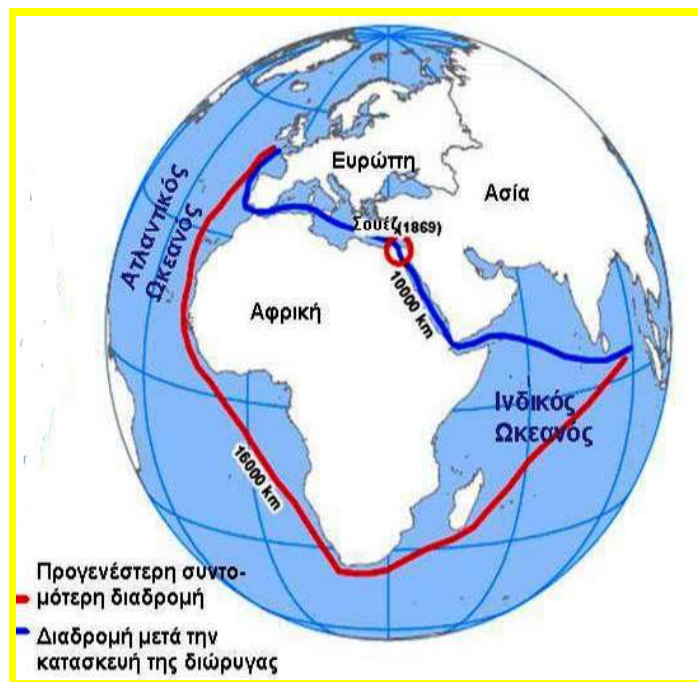 Ευρώπη
Ασία
Ατλαντικός
Ωκεανός
Σουέζ(1869)
10000 km
Αφρική
Ινδικός
Ωκεανός
16000 km
Προγενέστερη συντο-
μότερη διαδρομή
Διαδρομή μετά την
κατασκευή της διώρυγας